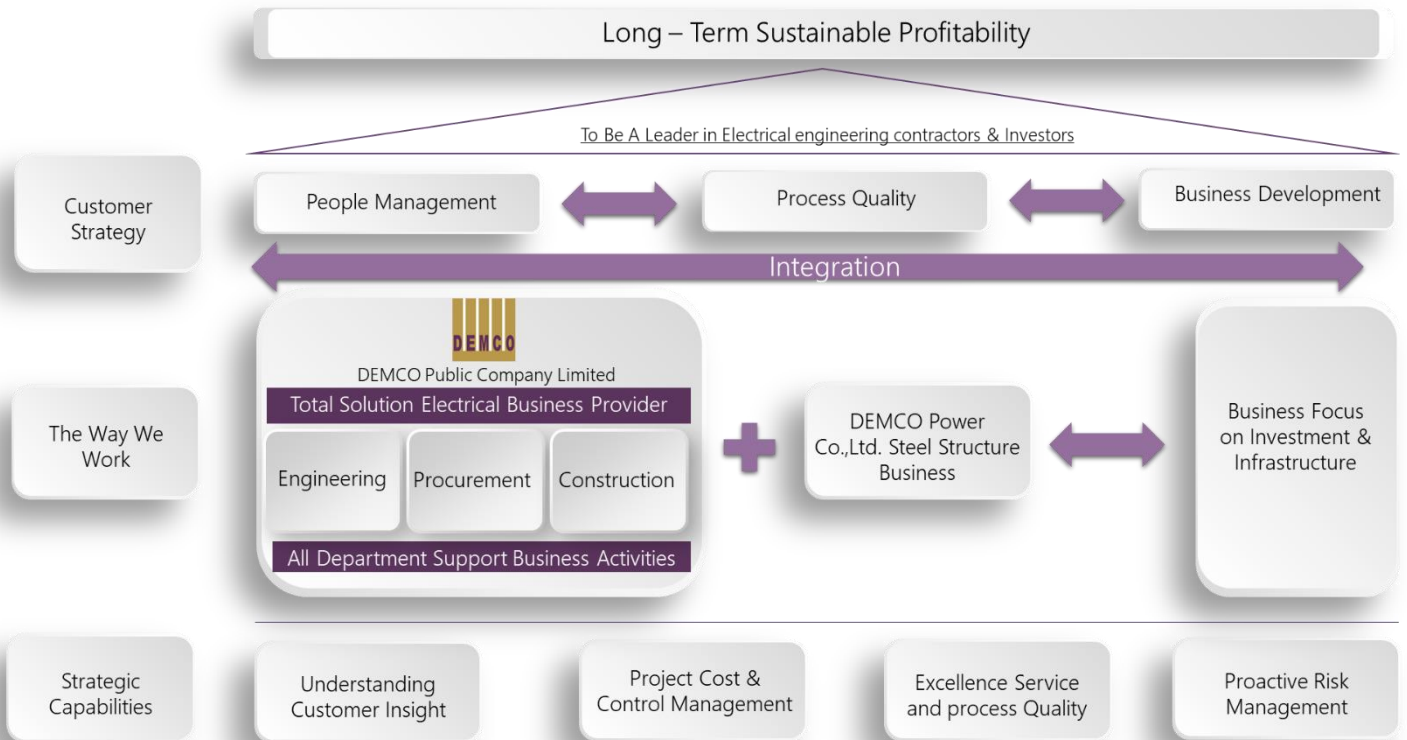 Long – Term Sustainable Profitability
To Be A Leader in Electrical engineering contractors & Investors
Customer
Strategy
People Management
Process Quality
Business Development
Integration
The Way We
Work
DEMCO
DEMCO Public Company Limited
Total Solution Electrical Business Provider
Engineering
Procurement
Construction
All Department Support Business Activities
DEMCO Power
Co.,Ltd. Steel Structure
Business
Business Focus
on Investment &
Infrastructure
Strategic
Capabilities
Understanding
Customer Insight
Project Cost &
Control Management
Excellence Service
and process Quality
Proactive Risk
Management